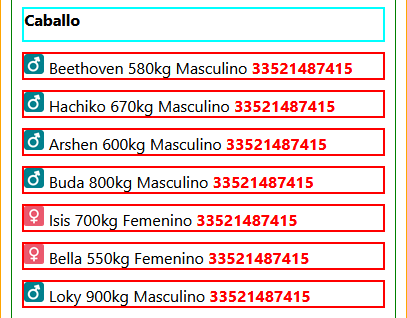 Caballo
Beethoven 580kg Masculino 33521487415
Hachiko 670kg Masculino 33521487415
Arshen 600kg Masculino 33521487415
Buda 800kg Masculino 33521487415
Isis 700kg Femenino 33521487415
Bella 550kg Femenino 33521487415
Loky 900kg Masculino 33521487415